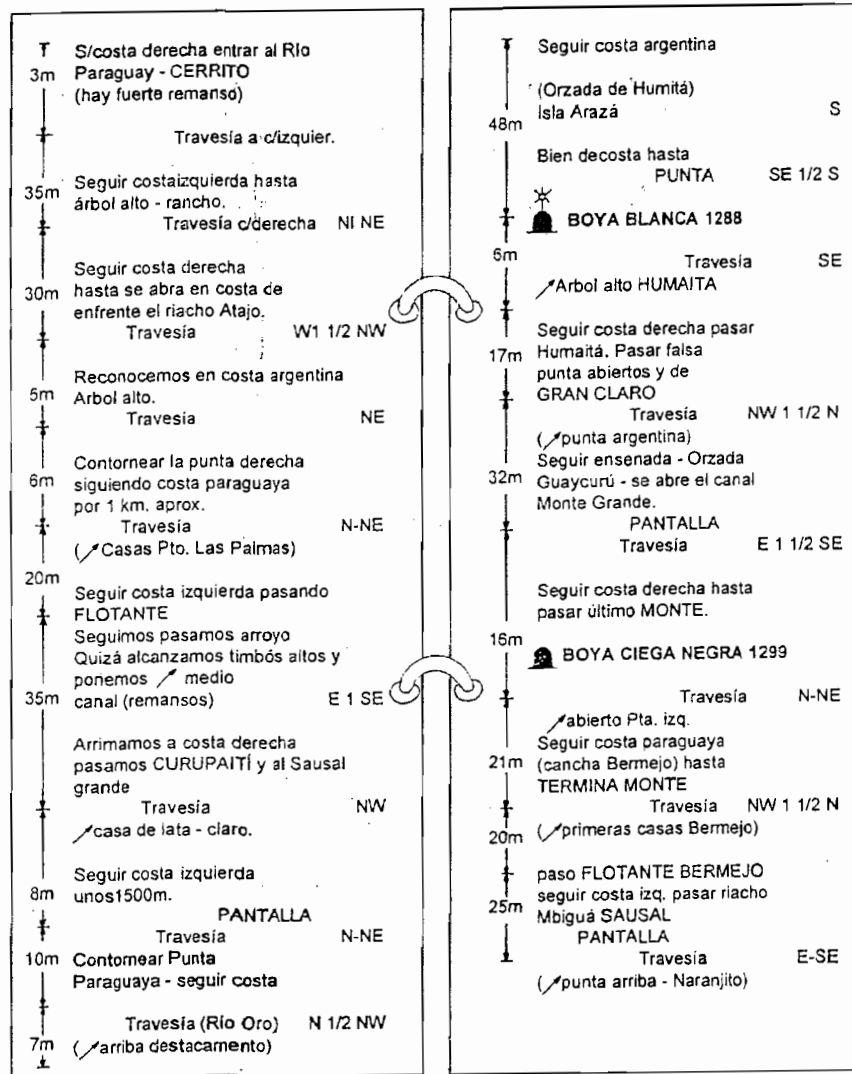 S/costa derecha entrar al Río
3m Paraguay - CERRITO
(hay fuerte remanso)
Travesía a c/izquier.
Seguir costaizquierda hasta
35m árbol alto - rancho.
Travesía c/derecha NI NE
Seguir costa derecha
30m hasta se abra en costa de
enfrente el riacho Atajo.
Travesía W1 1/2 NW
Reconocemos en costa argentina
5m Arbol alto.
Travesía NE
Contornear la punta derecha
6m siguiendo costa paraguaya
por 1 km. aprox.
Travesía N-NE
(↗Casas Pto. Las Palmas)
20m
Seguir costa izquierda pasando
FLOTANTE
Seguimos pasamos arroyo
Quizá alcanzamos timbós altos y
ponemos ↗ medio
35m canal (remansos) E 1 SE
Arrimamos a costa derecha
pasamos CURUPAITÍ y al Sausal
grande
Travesía NW
↗casa de lata - claro.
Seguir costa izquierda
8m unos1500m.
PANTALLA
Travesía N-NE
10m Contornear Punta
Paraguaya - seguir costa
Travesía (Río Oro) N 1/2 NW
7m (↗arriba destacamento)
Seguir costa argentina
(Orzada de Humitá)
48m Isla Arazá S
Bien decosta hasta
PUNTA SE 1/2 S
BOYA BLANCA 1288
6m Travesía SE
↗Arbol alto HUMAITA
Seguir costa derecha pasar
17m Humaitá. Pasar falsa
punta abiertos y de
GRAN CLARO
Travesía NW 1 1/2 N
(↗punta argentina)
Seguir ensenada - Orzada
32m Guaycurú - se abre el canal
Monte Grande.
PANTALLA
Travesía E 1 1/2 SE
Seguir costa derecha hasta
pasar último MONTE.
16m BOYA CIEGA NEGRA 1299
Travesía N-NE
↗abierto Pta. izq.
Seguir costa paraguaya
21m (cancha Bermejo) hasta
TERMINA MONTE
Travesía NW 1 1/2 N
20m (↗primeras casas Bermejo)
paso FLOTANTE BERMEJO
25m seguir costa izq. pasar riacho
Mbiguá SAUSAL
PANTALLA
Travesía E-SE
(↗punta arriba - Naranjito)